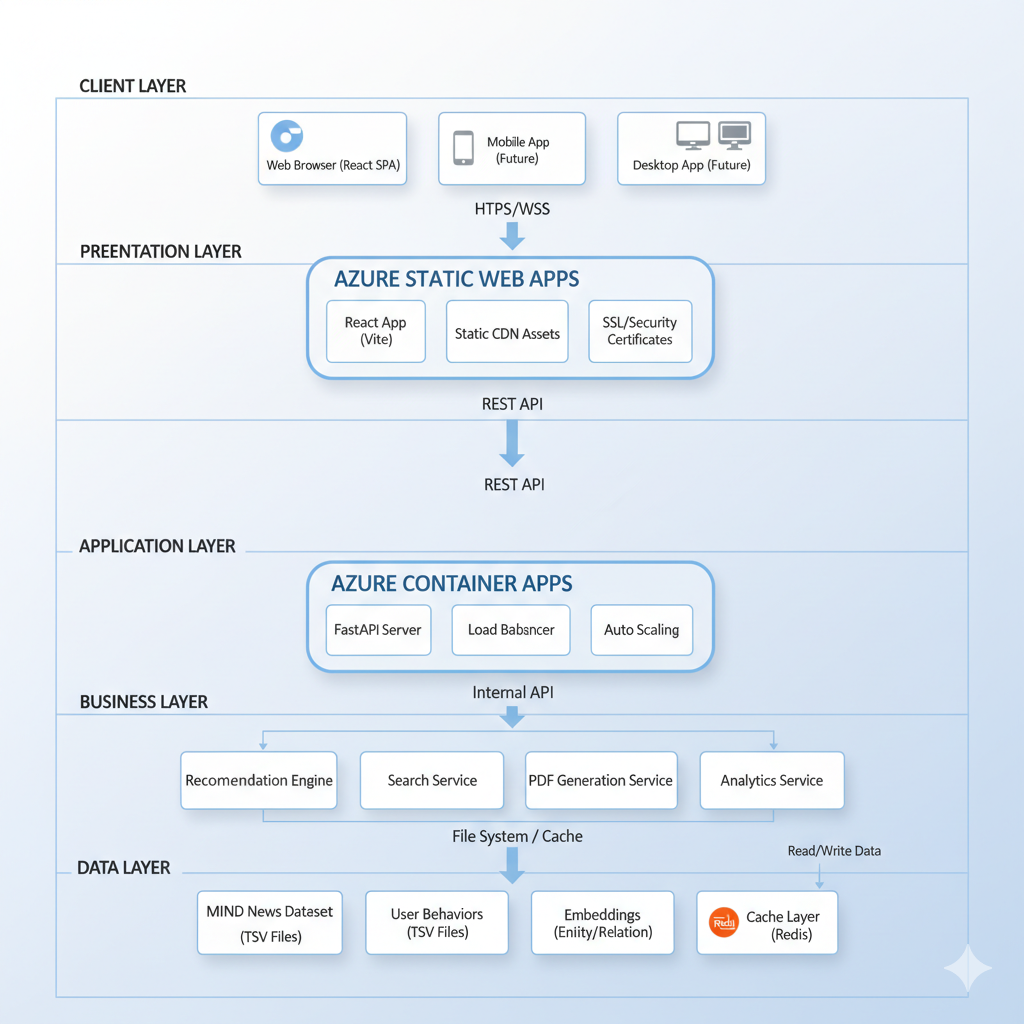 CLIENT LAYER
Web Browser (React SPA)
Mobile App
(Future)
Desktop App (Future)
HTPS/WSS
PREENTATION LAYER
AZURE STATIC WEB APPS
React App
(Vite)
Static CDN Assets
SSL/Security
Certificates
REST API
REST API
APPLICATION LAYER
AZURE CONTAINER APPS
FastAPI Server
Load Babsncer
Auto Scaling
Internal API
BUSINESS LAYER
Recomendation Engine
Search Service
PDF Generation Service
Analytics Service
File System / Cache
Read/Write Data
DATA LAYER
MIND News Dataset
(TSV Files)
User Behaviors
(TSV Files)
Embeddings
(Eniity/Relation)
Cache Layer
(Redis)